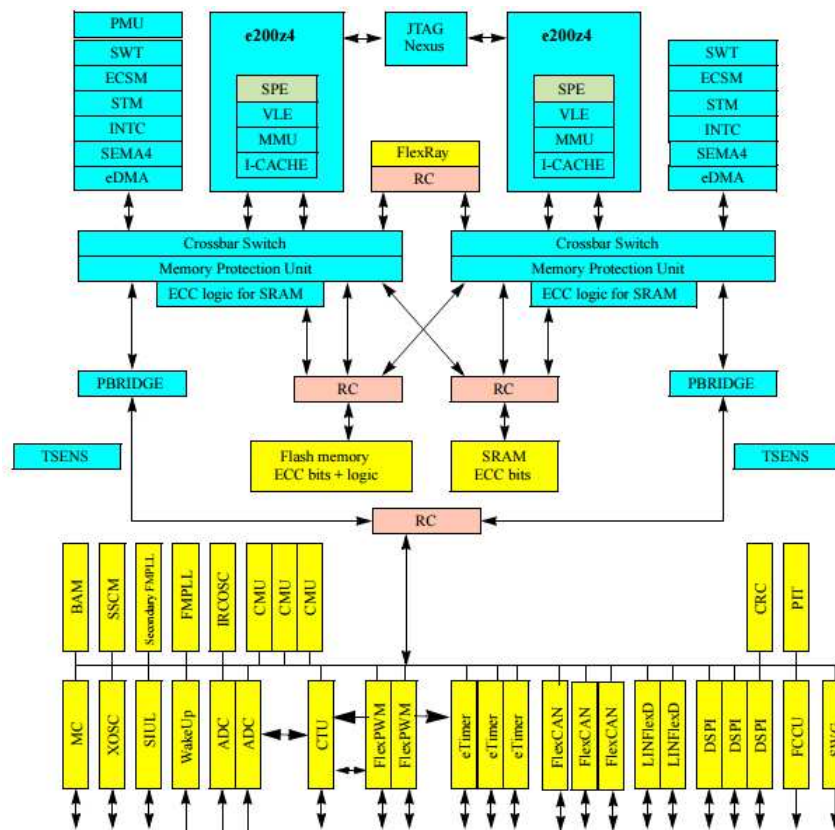 PMU
SWT
ECSM
STM
INTC
SEMA4
eDMA
e200z4
SPE
VLE
MMU
I-CACHE
JTAG
Nexus
FlexRay
RC
e200z4
SPE
VLE
MMU
I-CACHE
SWT
ECSM
STM
INTC
SEMA4
eDMA
Crossbar Switch
Memory Protection Unit
ECC logic for SRAM
Crossbar Switch
Memory Protection Unit
ECC logic for SRAM
PBRIDGE
RC
RC
PBRIDGE
TSENS
Flash memory
ECC bits + logic
SRAM
ECC bits
TSENS
RC
BAM
SSCM
Secondary FMPLL
FMPLL
IRCOSC
CMU
CMU
CMU
CRC
PIT
MC
XOSC
SIUL
WakeUp
ADC
ADC
CTU
FlexPWM
FlexPWM
eTimer
eTimer
eTimer
FlexCAN
FlexCAN
FlexCAN
LINFlexD
LINFlexD
DSPI
DSPI
DSPI
FCCU